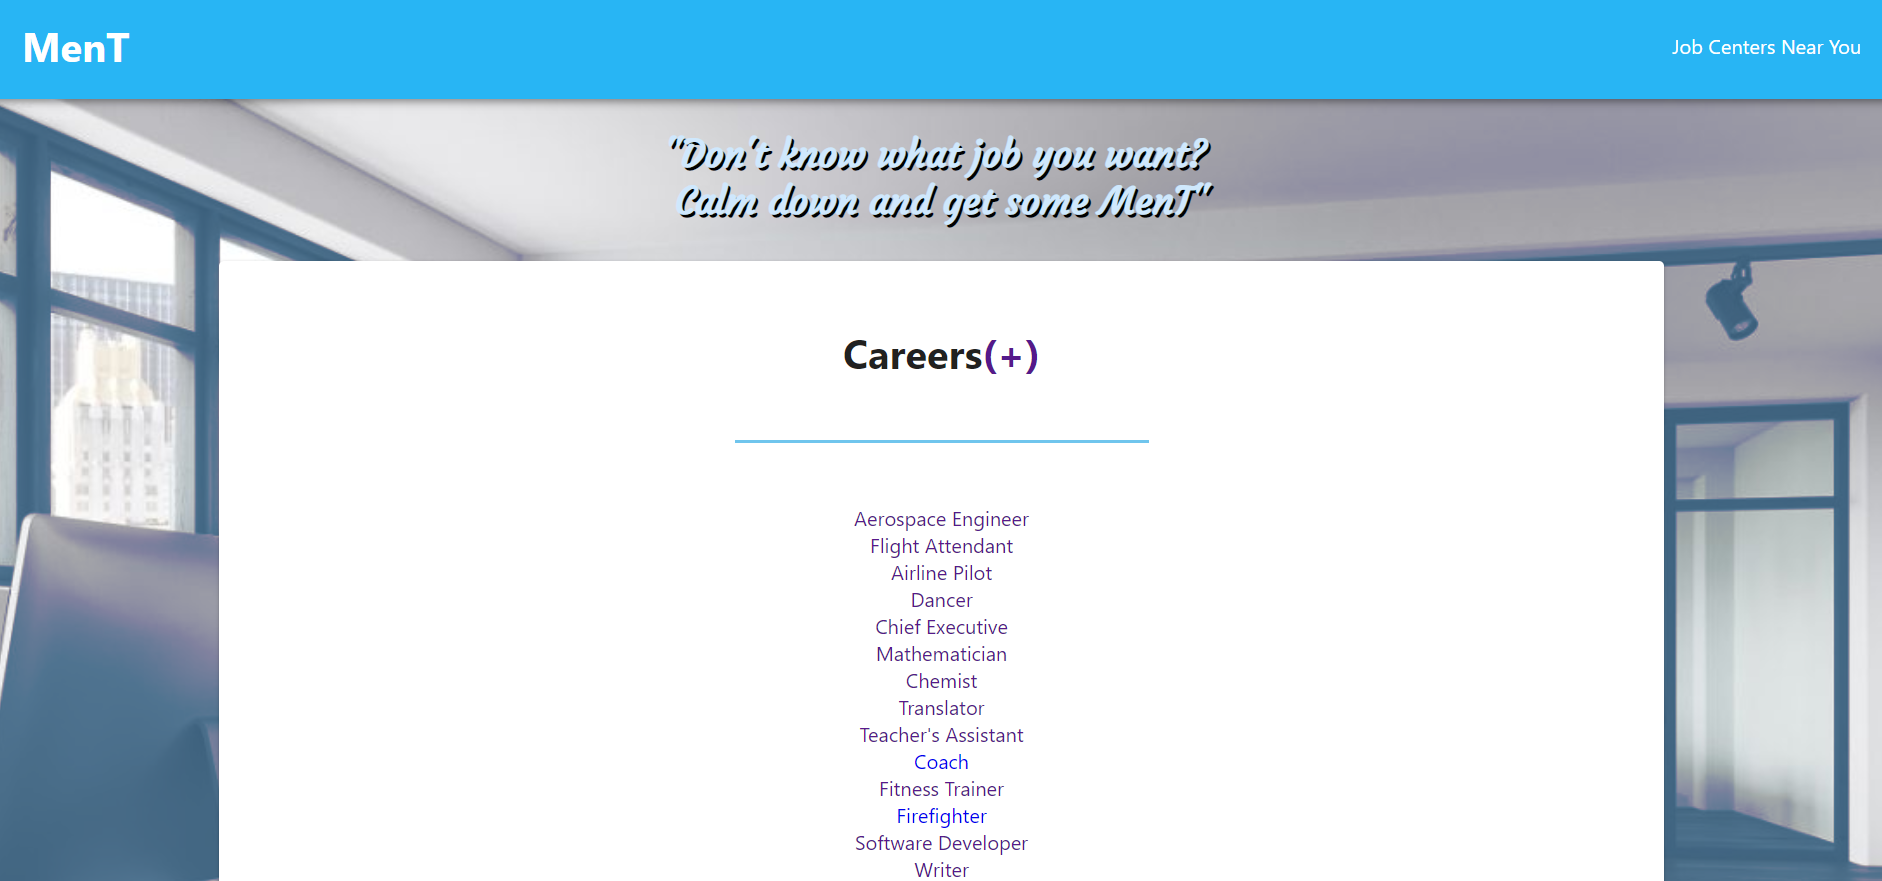 MenT
Job Centers Near You
"Don't know what job you want?
Calm down and get some MenT"
Careers(+)
Aerospace Engineer
Flight Attendant
Airline Pilot
Dancer
Chief Executive
Mathematician
Chemist
Translator
Teacher's Assistant
Coach
Fitness Trainer
Firefighter
Software Developer
Writer